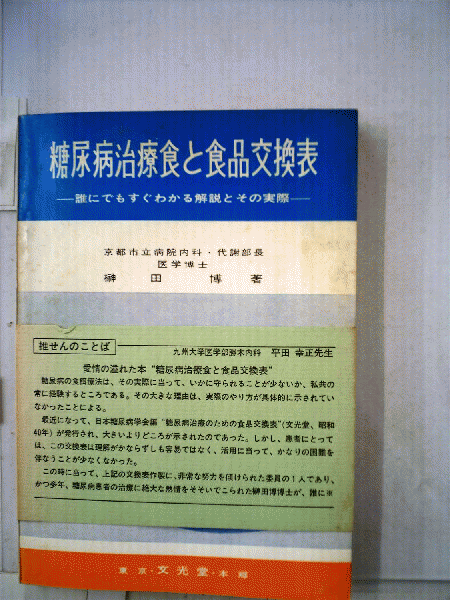 糖尿病治療食と食品交換表
―誰にでもすぐわかる解説とその実際―
京都市立病院内科・代謝部長
医学博士
榊田 博 著
推せんのことば
九州大学医学部勝木内科 平田 幸正先生
愛情の溢れた本“糖尿病治療食と食品交換表”
糖尿病の食餌療法は、その実際に当って、いかに守られることが少ないか、私共の
常に経験するところである。その大きな理由は、実際のやり方が具体的に示されてい
なかったことによる。
最近になって、日本糖尿病学会編“糖尿病治療のための食品交換表”(文光堂、昭和
40年)が発行され、大きいよりどころが示されたのであった。しかし、患者にとって
は、この交換表は理解がかならずしも容易ではなく、活用に当って、かなりの困難を
伴なうことが少なくなかった。
この時に当って、上記の交換表作製に、非常な努力を傾けられた委員の1人であり、
かつ多年、糖尿病患者の治療に絶大な熱情をそそいでこられた榊田博博士が、誰に※
東京・文光堂・本郷